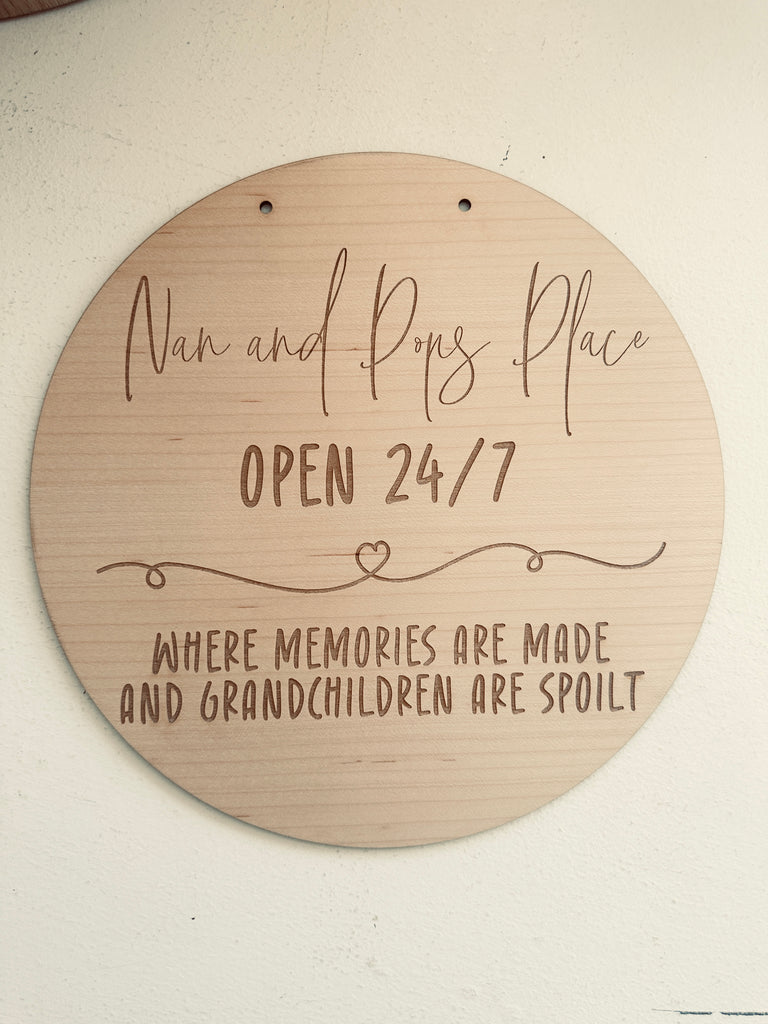 Nan and Pops Place
OPEN 24/7
WHERE MEMORIES ARE MADE
AND GRANDCHILDREN ARE SPOILT